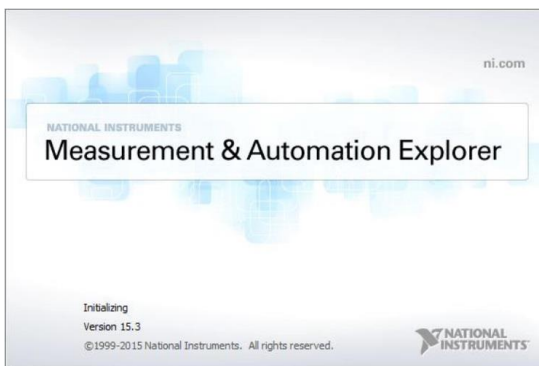 ni.com
NATIONAL INSTRUMENTS
Measurement & Automation Explorer
Initializing
Version 15.3
©1999-2015 National Instruments. All rights reserved.
NATIONAL
INSTRUMENTS